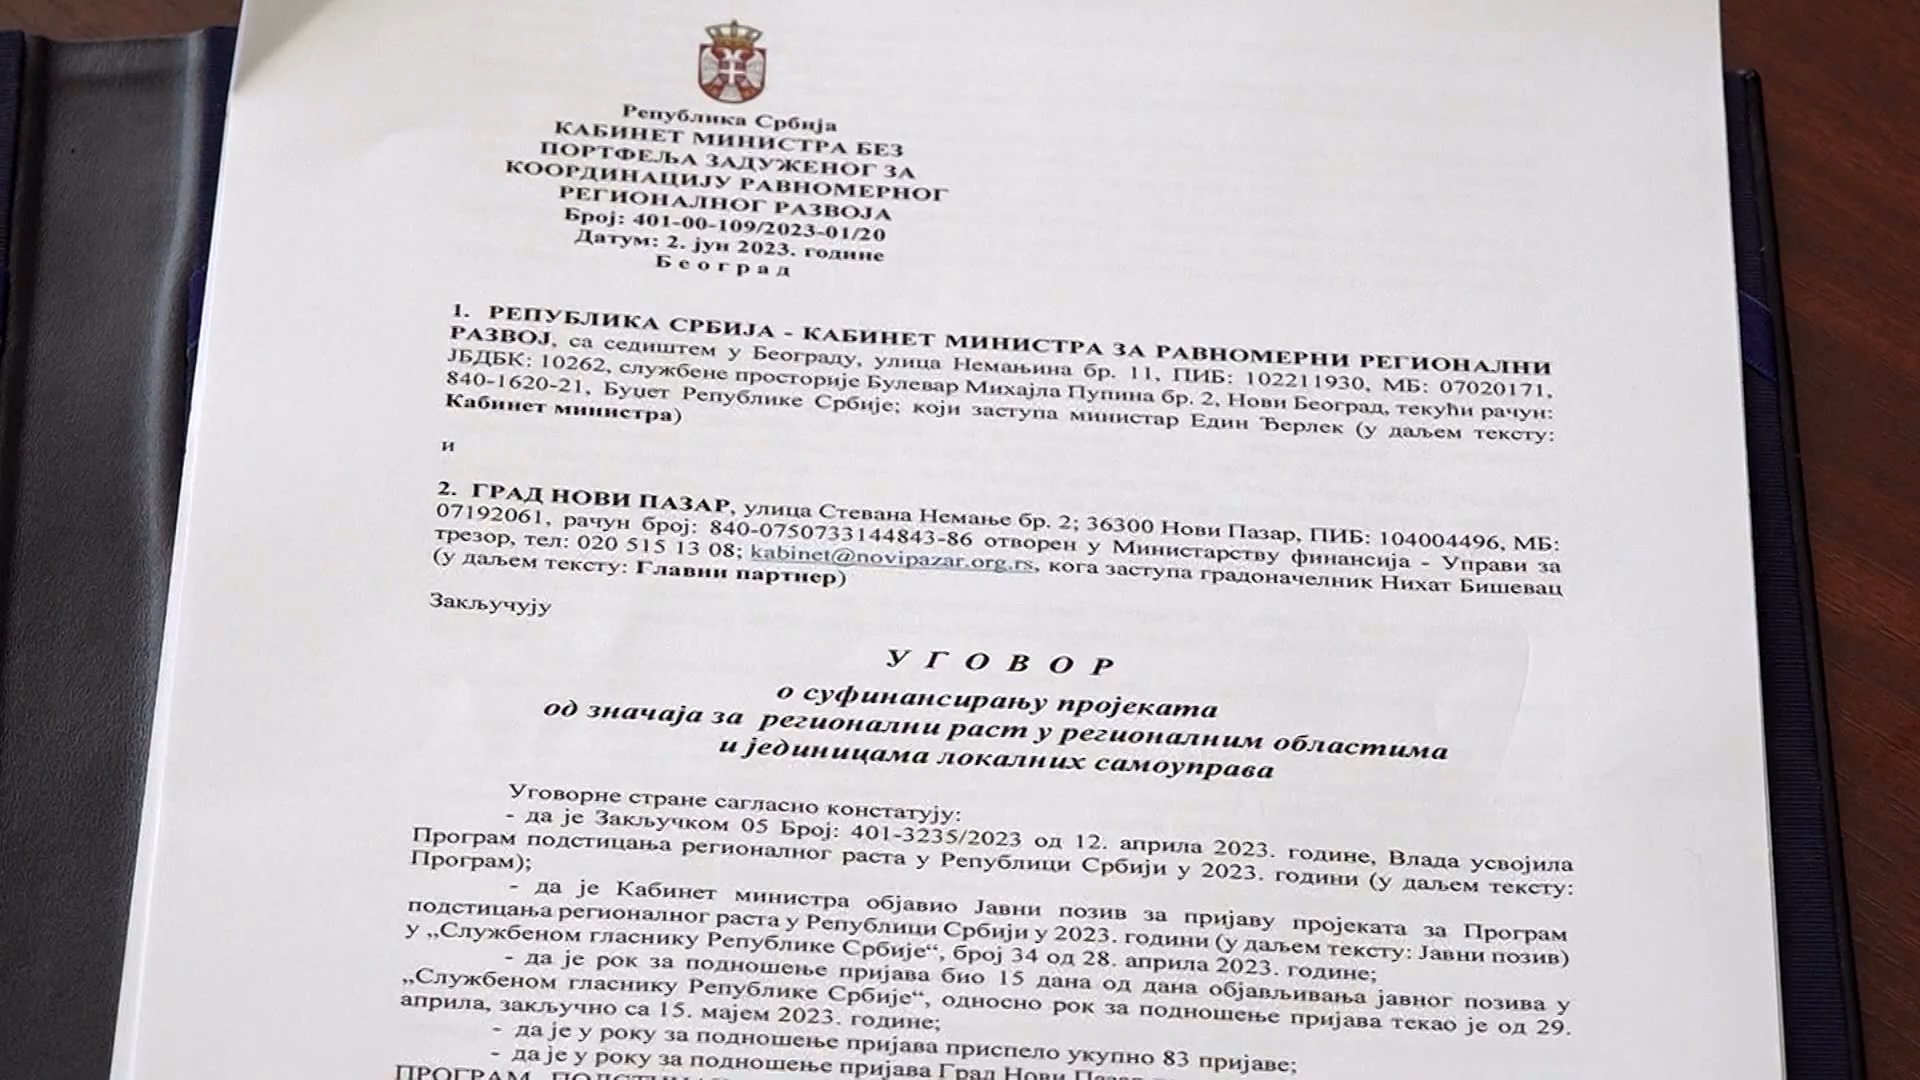 Република Србија
КАБИНЕТ МИНИСТРА БЕЗ
ПОРТФЕЉА ЗАДУЖЕНОГ ЗА
КООРДИНАЦИЈУ РАВНОМЕРНОГ
РЕГИОНАЛНОГ РАЗВОЈА
Број: 401-00-109/2023-01/20
Датум: 2. јун 2023. године
Београд
1. РЕПУБЛИКА СРБИЈА - КАБИНЕТ МИНИСТРА ЗА РАВНОМЕРНИ РЕГИОНАЛНИ
РАЗВОЈ, са седиштем у Београду, улица Немањина бр. 11, ПИБ: 102211930, МБ: 07020171,
ЈБДБК: 10262, службене просторије Булевар Михајла Пупина бр. 2, Нови Београд, текући рачун:
840-1620-21, Буџет Републике Србије; који заступа министар Един Ђерлек (у даљем тексту:
Кабинет министра)
и
2. ГРАД НОВИ ПАЗАР, улица Стевана Немање бр. 2; 36300 Нови Пазар, ПИБ: 104004496, МБ:
07192061, рачун број: 840-0750733144843-86 отворен у Министарству финансија - Управи за
трезор, тел: 020 515 13 08; kabinet@novipazar.org.rs, кога заступа градоначелник Нихат Бишевац
(у даљем тексту: Главни партнер)
Закључују
У Г О В О Р
о суфинансирању пројеката
од значаја за регионални раст у регионалним областима
и јединицама локалних самоуправа
Уговорне стране сагласно констатују:
- да је Закључком 05 Број: 401-3235/2023 од 12. априла 2023. године, Влада усвојила
Програм подстицања регионалног раста у Републици Србији у 2023. години (у даљем тексту:
Програм);
- да је Кабинет министра објавио Јавни позив за пријаву пројеката за Програм
подстицања регионалног раста у Републици Србији у 2023. години (у даљем тексту: Јавни позив)
у „Службеном гласнику Републике Србије“, број 34 од 28. априла 2023. године;
- да је рок за подношење пријава био 15 дана од дана објављивања јавног позива у
„Службеном гласнику Републике Србије“, односно рок за подношење пријава текао је од 29.
априла, закључно са 15. мајем 2023. године;
- да је у року за подношење пријава приспело укупно 83 пријаве;
- да је у року за подношење пријава Град Нови Пазар
ПРОГРАМ